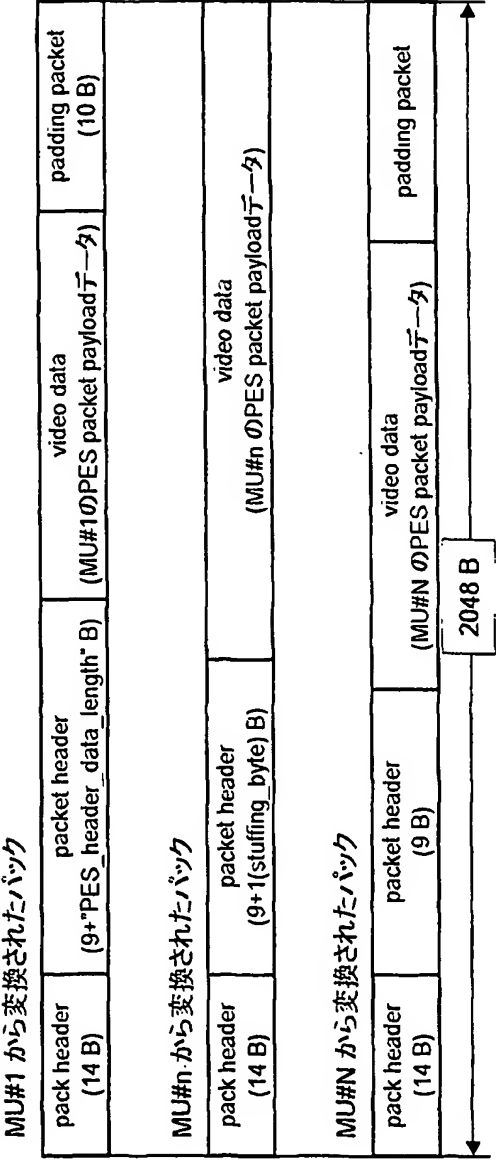 MU#1 から変換されたパック
pack header
(14 B)
packet header
(9+"PES_header_data_length" B)
video data
(MU#1のPES packet payloadデータ)
padding packet
(10 B)
MU#n から変換されたパック
pack header
(14 B)
packet header
(9+1(stuffing_byte) B)
video data
(MU#n のPES packet payloadデータ)
MU#N から変換されたパック
pack header
(14 B)
packet header
(9 B)
video data
(MU#N のPES packet payloadデータ)
padding packet
2048 B